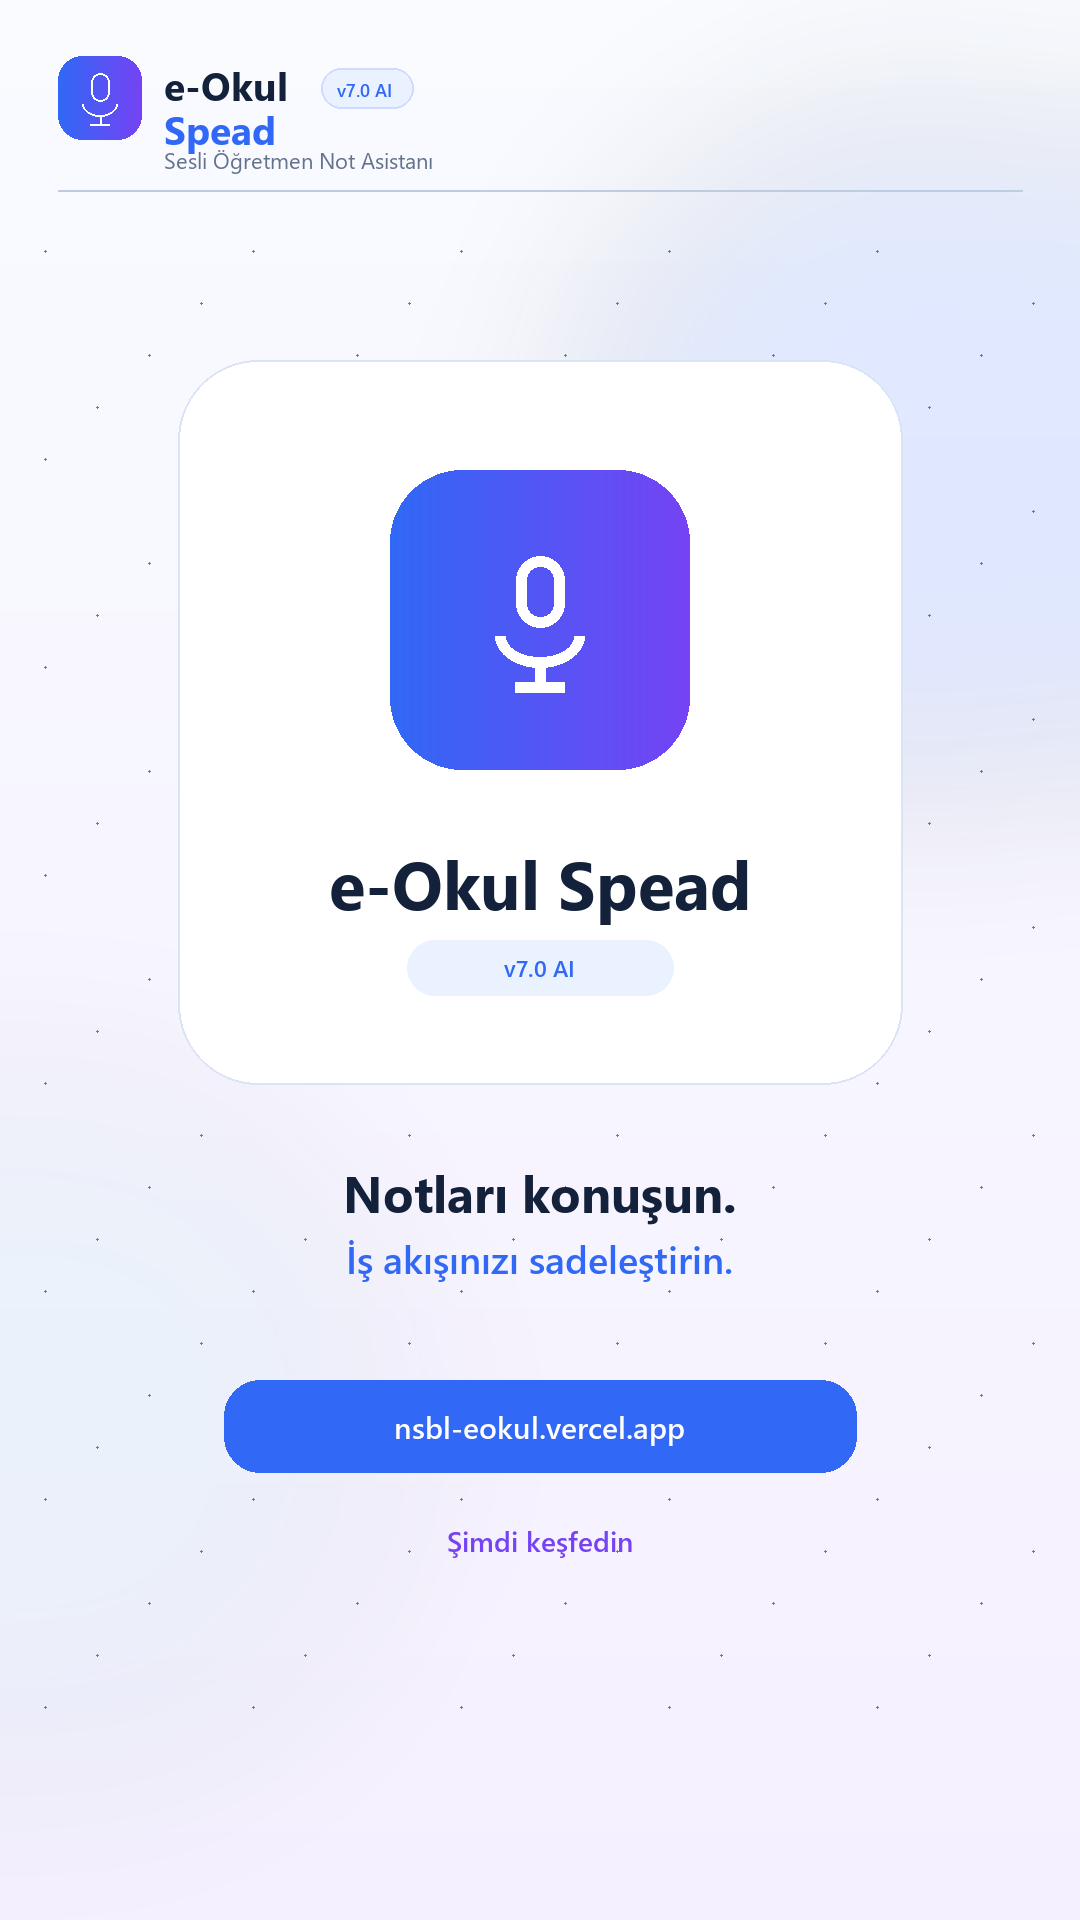 e-Okul v7.0 AI
Spead
Sesli Öğretmen Not Asistanı
e-Okul Spead
v7.0 AI
Notları konuşun.
İş akışınızı sadeleştirin.
nsbl-eokul.vercel.app
Şimdi keşfedin